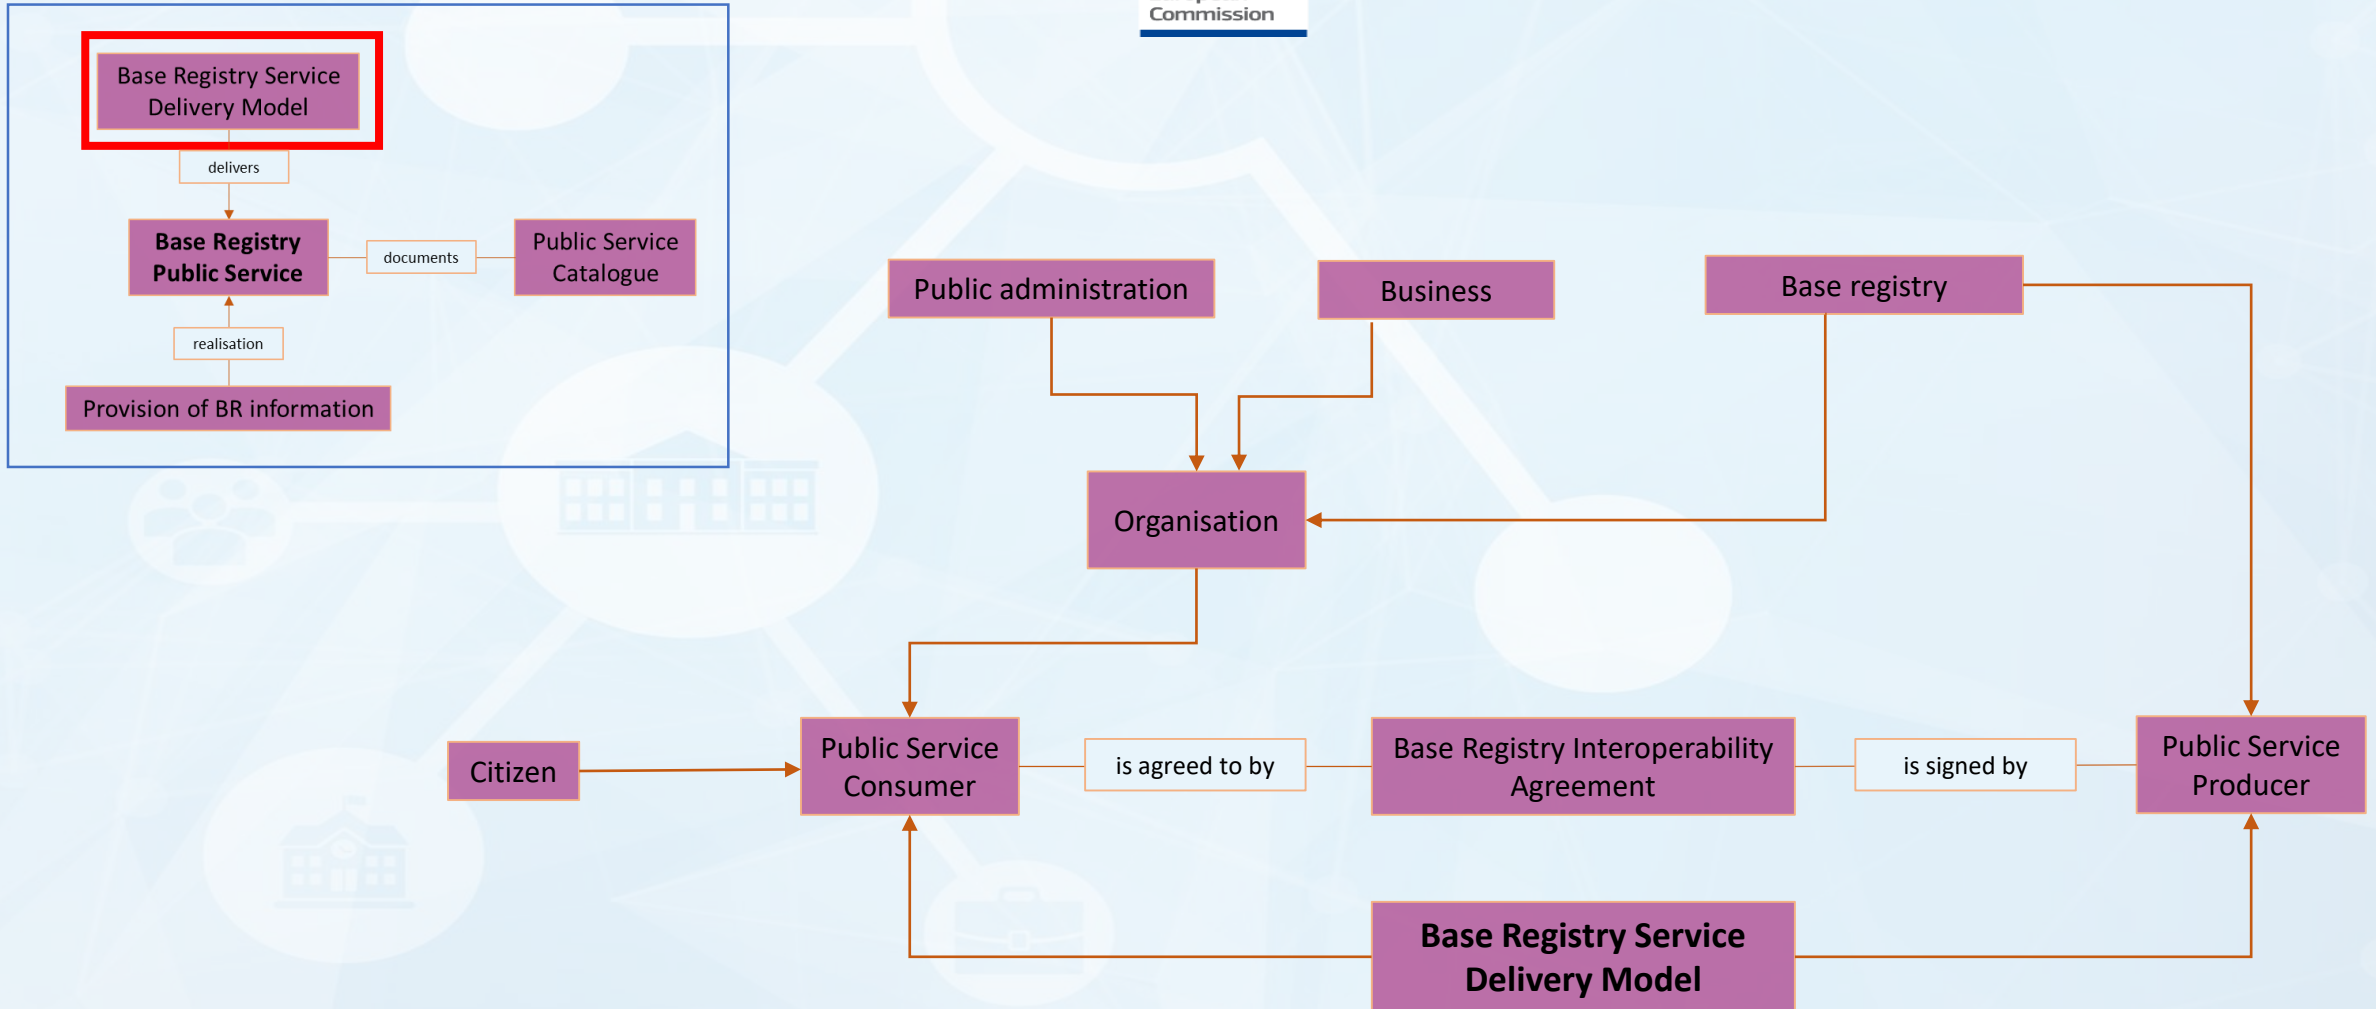 Commission
Base Registry Service
Delivery Model
delivers
Base Registry
Public Service
documents
Public Service
Catalogue
realisation
Provision of BR information
Public administration
Business
Base registry
Organisation
Citizen
Public Service
Consumer
is agreed to by
Base Registry Interoperability
Agreement
is signed by
Public Service
Producer
Base Registry Service
Delivery Model